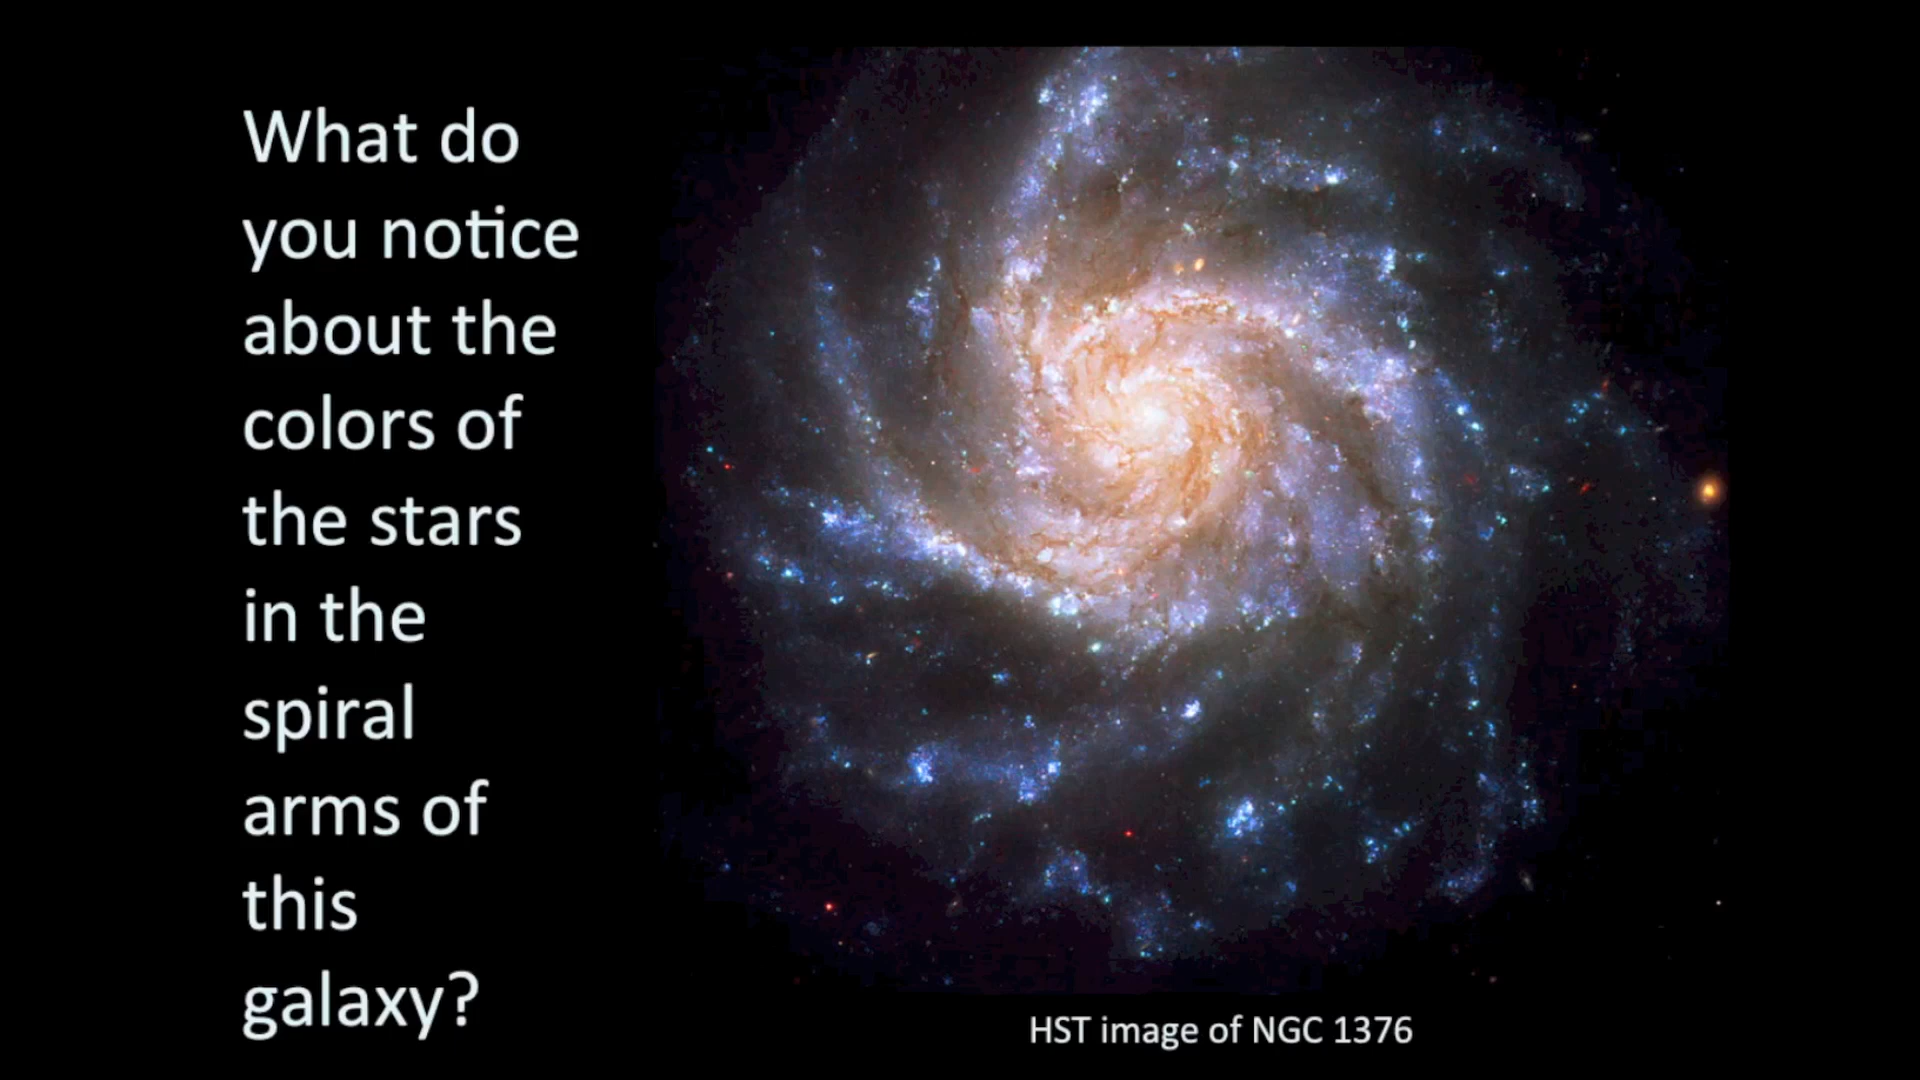 What do
you notice
about the
colors of
the stars
in the
spiral
arms of
this
galaxy?
HST image of NGC 1376